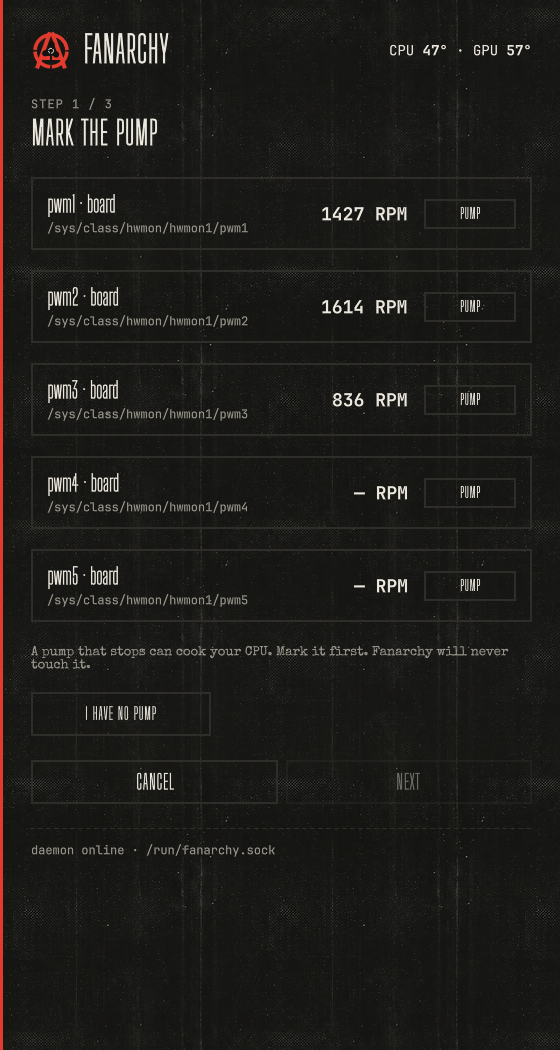 FANARCHY
CPU 47° · GPU 57°
STEP 1 / 3
MARK THE PUMP
pwm1 · board
/sys/class/hwmon/hwmon1/pwm1
1427 RPM
PUMP
pwm2 · board
/sys/class/hwmon/hwmon1/pwm2
1614 RPM
PUMP
pwm3 · board
/sys/class/hwmon/hwmon1/pwm3
836 RPM
PUMP
pwm4 · board
/sys/class/hwmon/hwmon1/pwm4
— RPM
PUMP
pwm5 · board
/sys/class/hwmon/hwmon1/pwm5
— RPM
PUMP
A pump that stops can cook your CPU. Mark it first. Fanarchy will never
touch it.
I HAVE NO PUMP
CANCEL
NEXT
daemon online · /run/fanarchy.sock